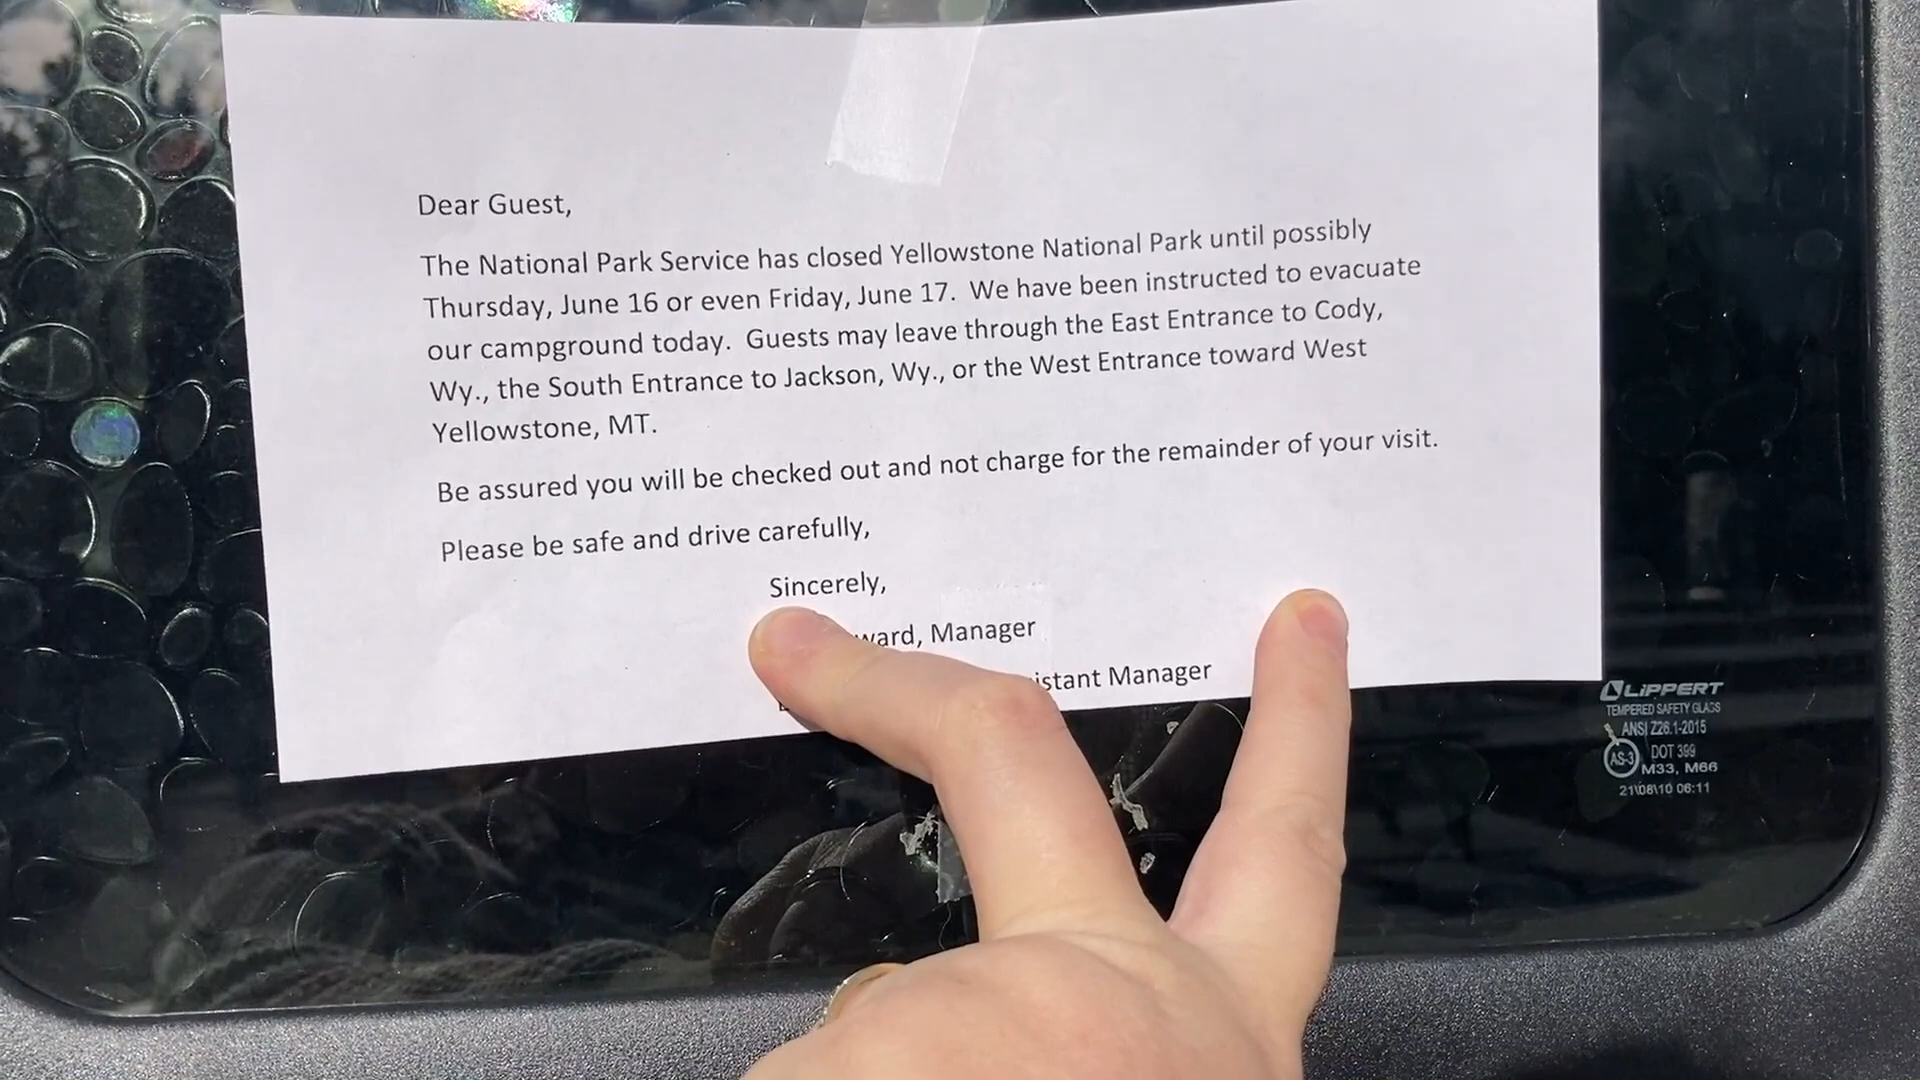 Dear Guest,
The National Park Service has closed Yellowstone National Park until possibly
Thursday, June 16 or even Friday, June 17. We have been instructed to evacuate
our campground today. Guests may leave through the East Entrance to Cody,
Wy., the South Entrance to Jackson, Wy., or the West Entrance toward West
Yellowstone, MT.
Be assured you will be checked out and not charge for the remainder of your visit.
Please be safe and drive carefully,
Sincerely,
ward, Manager
istant Manager
LIPPERT
TEMPERED SAFETY GLASS
ANSI Z26.1-2015
AS-3 DOT 399
M33, M66
21\08\10 06:11